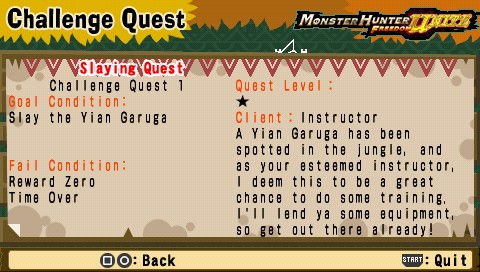 Challenge Quest
MONSTER HUNTER
FREEDOM UNITE
Slaying Quest
Challenge Quest 1
Goal Condition:
Slay the Yian Garuga
Fail Condition:
Reward Zero
Time Over
Quest Level:
★
Client: Instructor
A Yian Garuga has been
spotted in the jungle, and
as your esteemed instructor,
I deem this to be a great
chance to do some training,
I'll lend ya some equipment,
so get out there already!
: Back
START: Quit